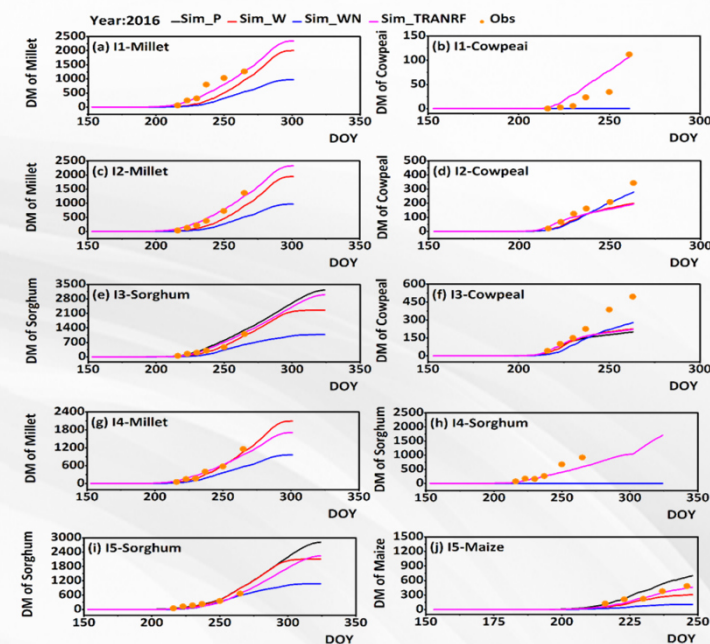 Year:2016 Sim_P Sim_W Sim_WN Sim_TRANRF Obs
DM of Millet
2500
2000
1500
1000
500
0
(a) I1-Millet
150 200 250 300 350
DOY
DM of Cowpeai
150
100
50
0
(b) I1-Cowpeai
150 200 250 300 350
DOY
DM of Millet
2500
2000
1500
1000
500
0
(c) I2-Millet
150 200 250 300 350
DOY
DM of Cowpeal
500
400
300
200
100
0
(d) I2-Cowpeal
150 200 250 300 350
DOY
DM of Sorghum
3500
2800
2100
1400
700
0
(e) I3-Sorghum
150 200 250 300 350
DOY
DM of Cowpeal
600
450
300
150
0
(f) I3-Cowpeal
150 200 250 300 350
DOY
DM of Millet
2400
1800
1200
600
0
(g) I4-Millet
150 200 250 300 350
DOY
DM of Sorghum
2500
2000
1500
1000
500
0
(h) I4-Sorghum
150 200 250 300 350
DOY
DM of Sorghum
3000
2400
1800
1200
600
0
(i) I5-Sorghum
150 200 250 300 350
DOY
DM of Maize
1500
1200
900
600
300
0
(j) I5-Maize
150 175 200 225 250
DOY